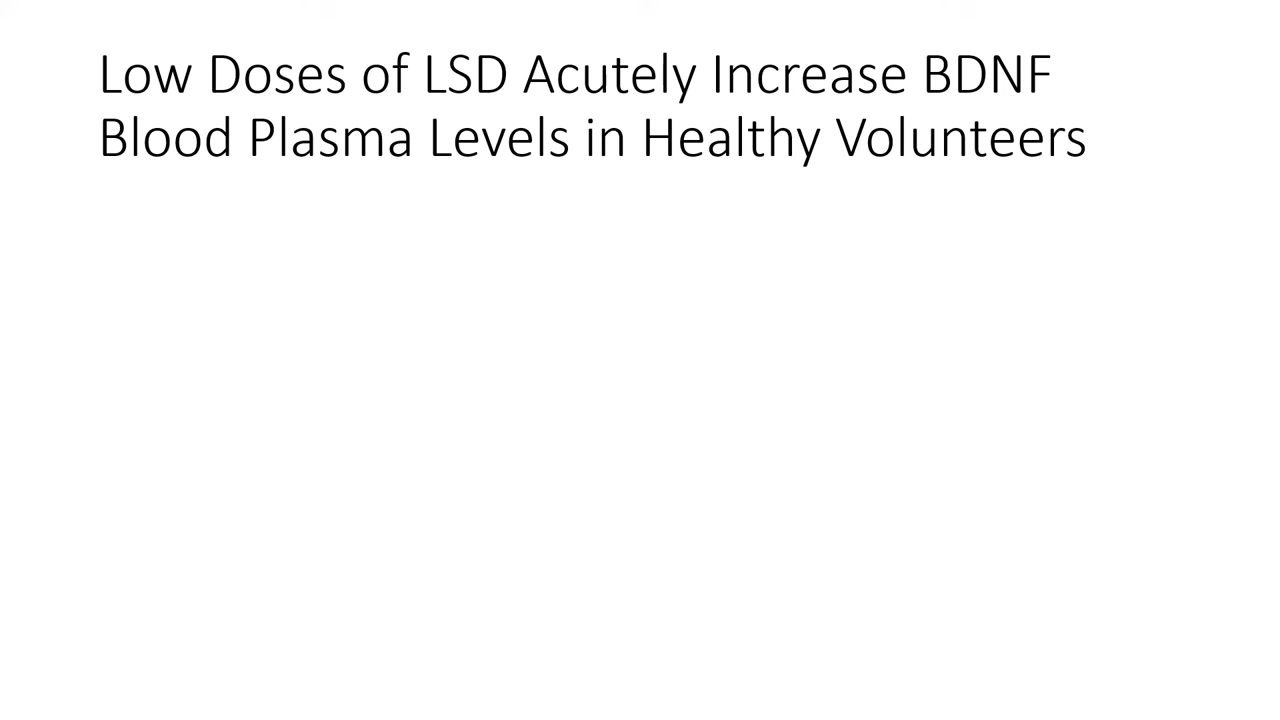 Low Doses of LSD Acutely Increase BDNF
Blood Plasma Levels in Healthy Volunteers